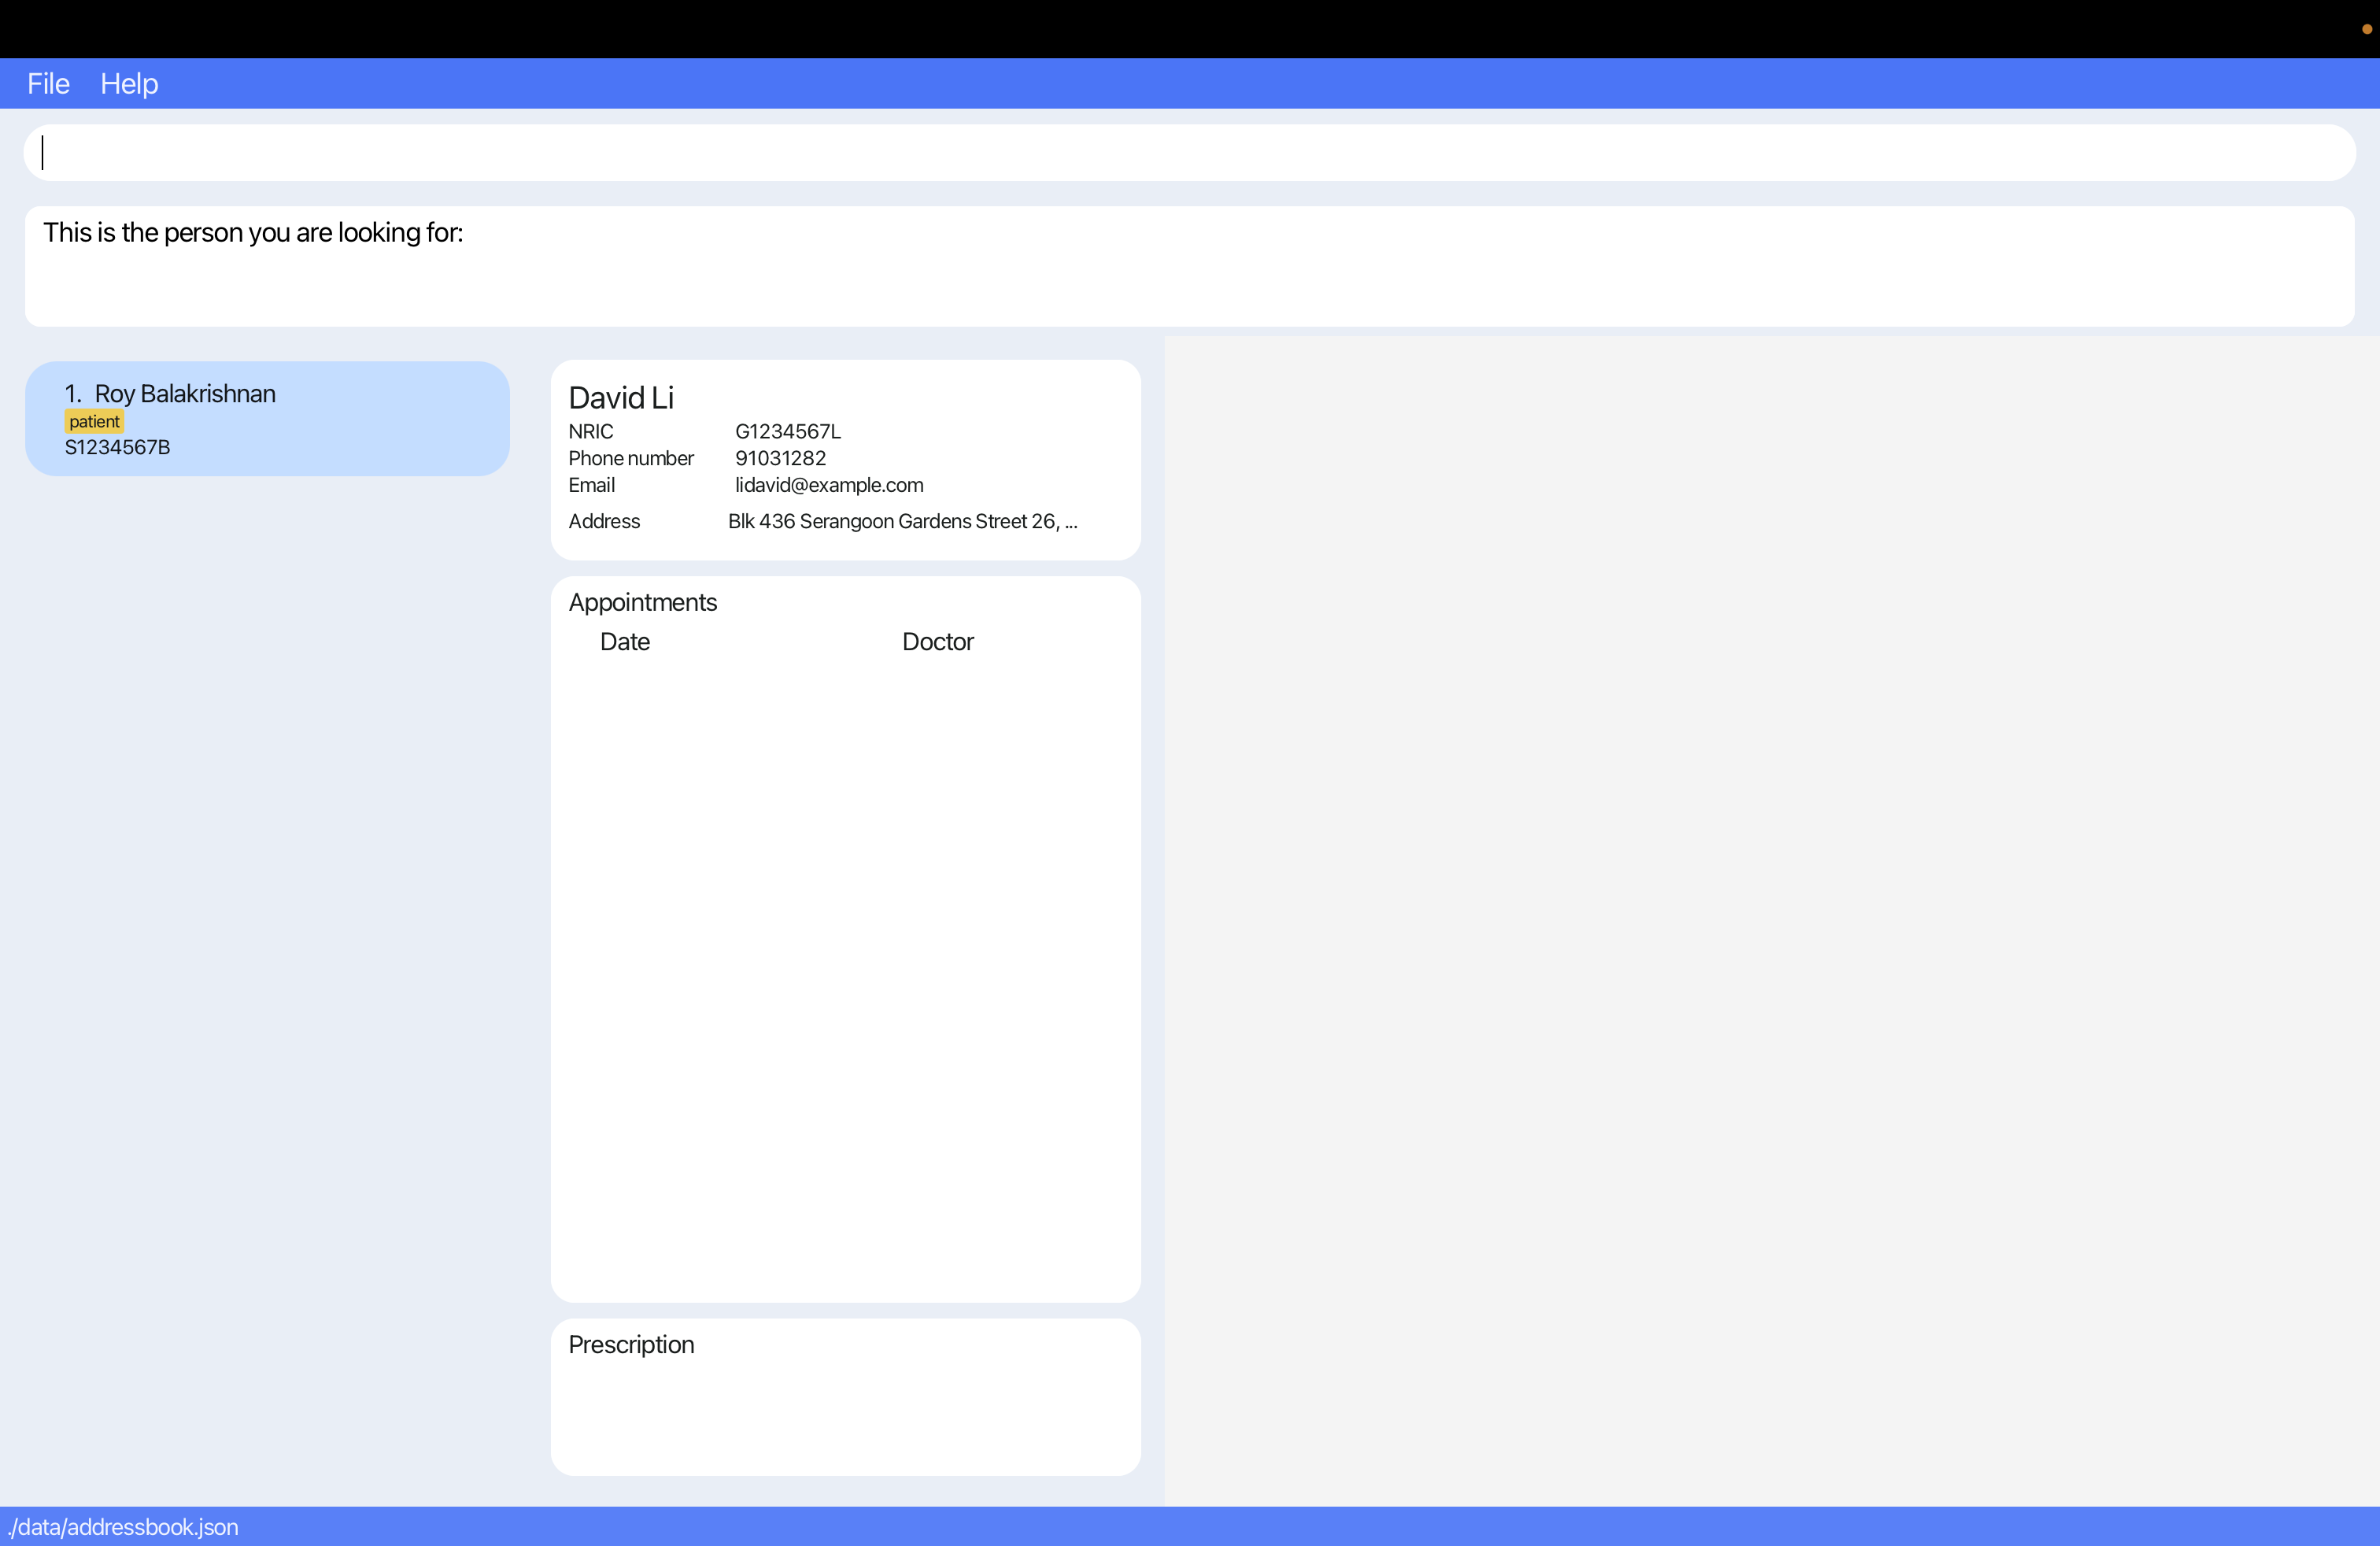 File Help
This is the person you are looking for:
1. Roy Balakrishnan
patient
S1234567B
David Li
NRIC G1234567L
Phone number 91031282
Email lidavid@example.com
Address Blk 436 Serangoon Gardens Street 26, ...
Appointments
Date Doctor
Prescription
./data/addressbook.json